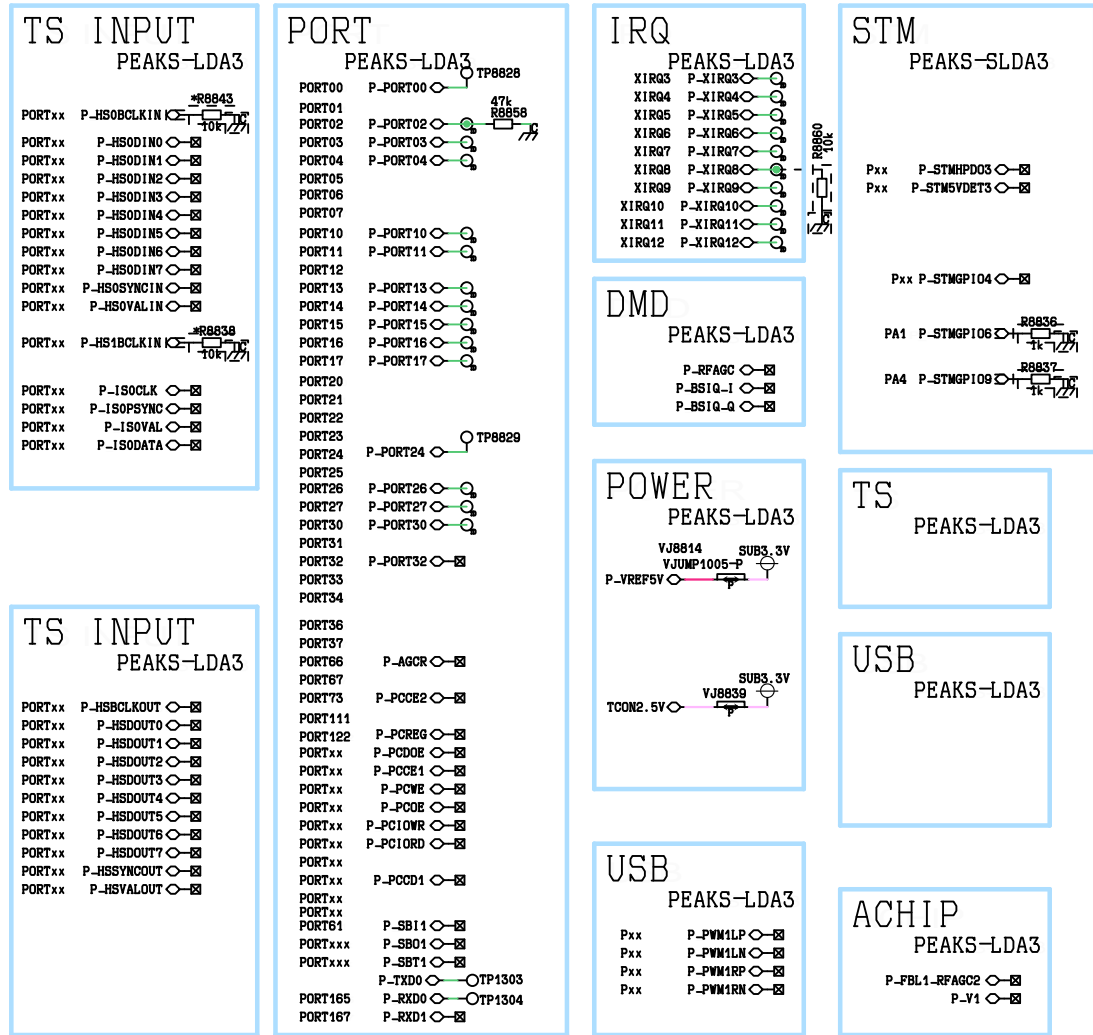 TS INPUT
PEAKS-LDA3
*R8843
PORTxx P-HS0BCLKIN
10k
PORTxx P-HS0DIN0
PORTxx P-HS0DIN1
PORTxx P-HS0DIN2
PORTxx P-HS0DIN3
PORTxx P-HS0DIN4
PORTxx P-HS0DIN5
PORTxx P-HS0DIN6
PORTxx P-HS0DIN7
PORTxx P-HS0SYNCIN
PORTxx P-HS0VALIN
*R8838
PORTxx P-HS1BCLKIN
10k
PORTxx P-IS0CLK
PORTxx P-IS0PSYNC
PORTxx P-IS0VAL
PORTxx P-IS0DATA
TS INPUT
PEAKS-LDA3
PORTxx P-HSBCLKOUT
PORTxx P-HSDOUT0
PORTxx P-HSDOUT1
PORTxx P-HSDOUT2
PORTxx P-HSDOUT3
PORTxx P-HSDOUT4
PORTxx P-HSDOUT5
PORTxx P-HSDOUT6
PORTxx P-HSDOUT7
PORTxx P-HSSYNCOUT
PORTxx P-HSVALOUT
PORT
PEAKS-LDA3
TP8828
PORT00 P-PORT00
PORT01
47k
R8858
PORT02 P-PORT02
PORT03 P-PORT03
PORT04 P-PORT04
PORT05
PORT06
PORT07
PORT10 P-PORT10
PORT11 P-PORT11
PORT12
PORT13 P-PORT13
PORT14 P-PORT14
PORT15 P-PORT15
PORT16 P-PORT16
PORT17 P-PORT17
PORT20
PORT21
PORT22
PORT23
TP8829
PORT24 P-PORT24
PORT25
PORT26 P-PORT26
PORT27 P-PORT27
PORT30 P-PORT30
PORT31
PORT32 P-PORT32
PORT33
PORT34
PORT36
PORT37
PORT66 P-AGCR
PORT67
PORT73 P-PCCE2
PORT111
PORT122 P-PCREG
PORTxx P-PCDOE
PORTxx P-PCCE1
PORTxx P-PCWE
PORTxx P-PCOE
PORTxx P-PCIOWR
PORTxx P-PCIORD
PORTxx
PORTxx P-PCCD1
PORTxx
PORTxx
PORT61 P-SBI1
PORTxxx P-SBO1
PORTxxx P-SBT1
P-TXD0 TP1303
PORT165 P-RXD0 TP1304
PORT167 P-RXD1
IRQ
PEAKS-LDA3
XIRQ3 P-XIRQ3
XIRQ4 P-XIRQ4
XIRQ5 P-XIRQ5
XIRQ6 P-XIRQ6
XIRQ7 P-XIRQ7
XIRQ8 P-XIRQ8
XIRQ9 P-XIRQ9
XIRQ10 P-XIRQ10
XIRQ11 P-XIRQ11
XIRQ12 P-XIRQ12
R8860
10k
DMD
PEAKS-LDA3
P-RFAGC
P-BSIQ-I
P-BSIQ-Q
POWER
PEAKS-LDA3
VJ8814
VJUMP1005-P
SUB3.3V
P-VREF5V
P
VJ8839
SUB3.3V
TCON2.5V
P
USB
PEAKS-LDA3
Pxx P-PWM1LP
Pxx P-PWM1LN
Pxx P-PWM1RP
Pxx P-PWM1RN
STM
PEAKS-SLDA3
Pxx P-STMHPDO3
Pxx P-STM5VDET3
Pxx P-STMGPIO4
R8836
PA1 P-STMGPIO6
1k
R8837
PA4 P-STMGPIO9
1k
TS
PEAKS-LDA3
USB
PEAKS-LDA3
ACHIP
PEAKS-LDA3
P-FBL1-RFAGC2
P-V1